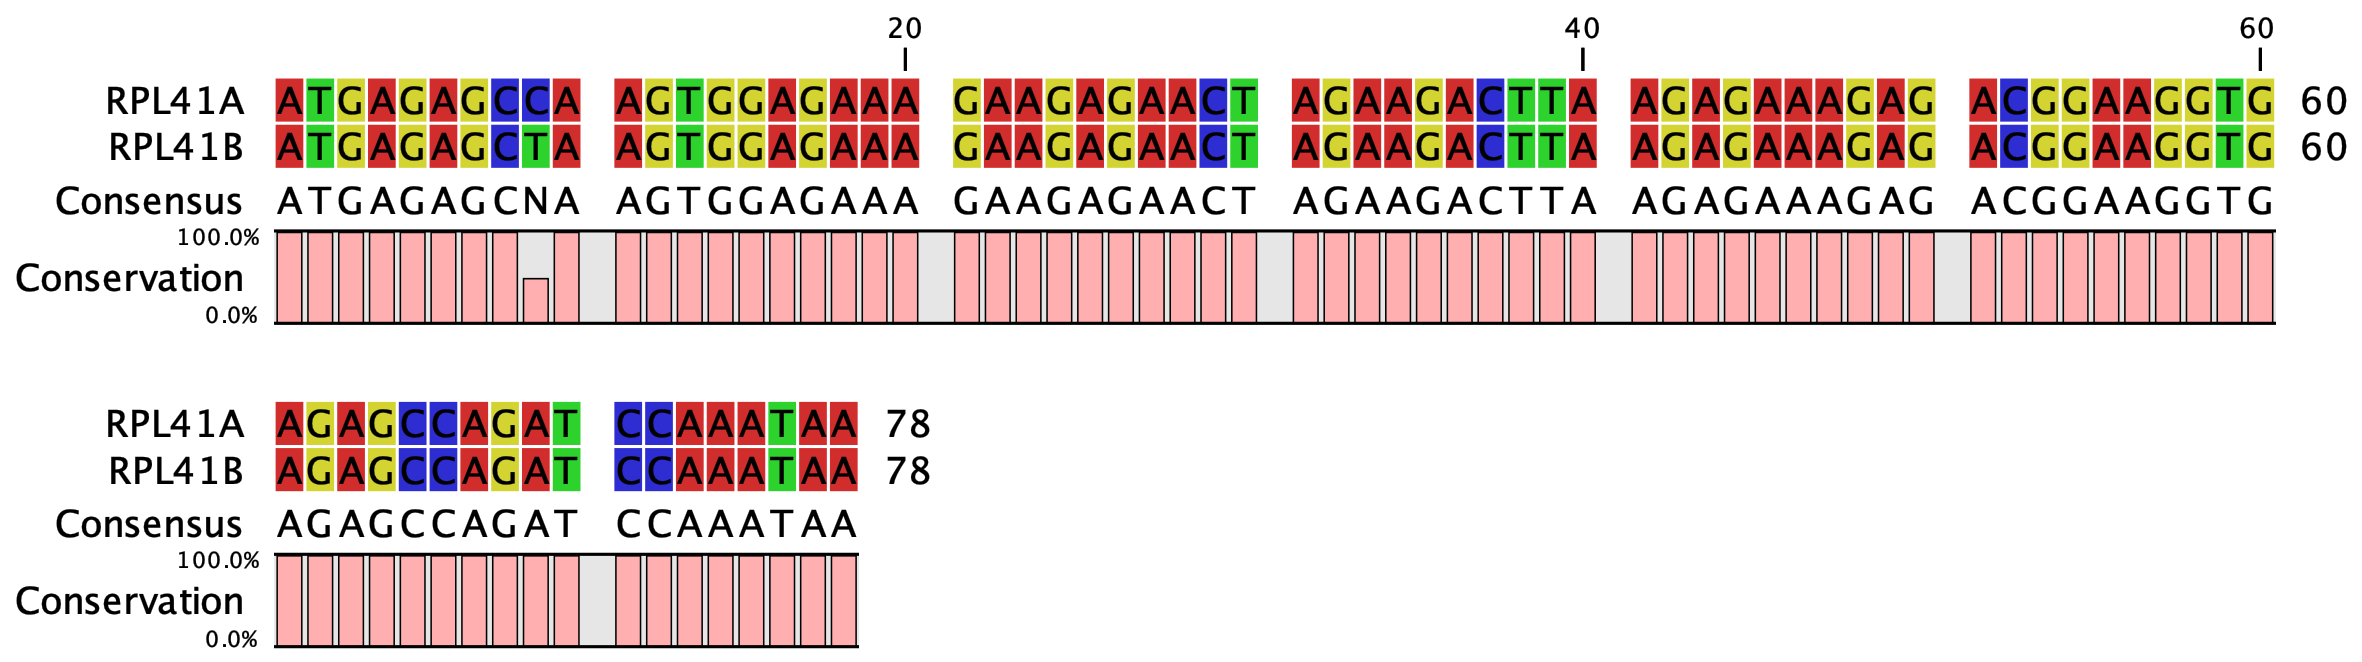 20 40 60
RPL41A ATGAGAGCCA AGTGGAGAAA GAAGAGAACT AGAAGACTTA AGAGAAAGAG ACGGAAGGTG 60
RPL41B ATGAGAGCTA AGTGGAGAAA GAAGAGAACT AGAAGACTTA AGAGAAAGAG ACGGAAGGTG 60
Consensus ATGAGAGCNA AGTGGAGAAA GAAGAGAACT AGAAGACTTA AGAGAAAGAG ACGGAAGGTG
100.0%
Conservation
0.0%
RPL41A AGAGCCAGAT CCAAATAA 78
RPL41B AGAGCCAGAT CCAAATAA 78
Consensus AGAGCCAGAT CCAAATAA
100.0%
Conservation
0.0%